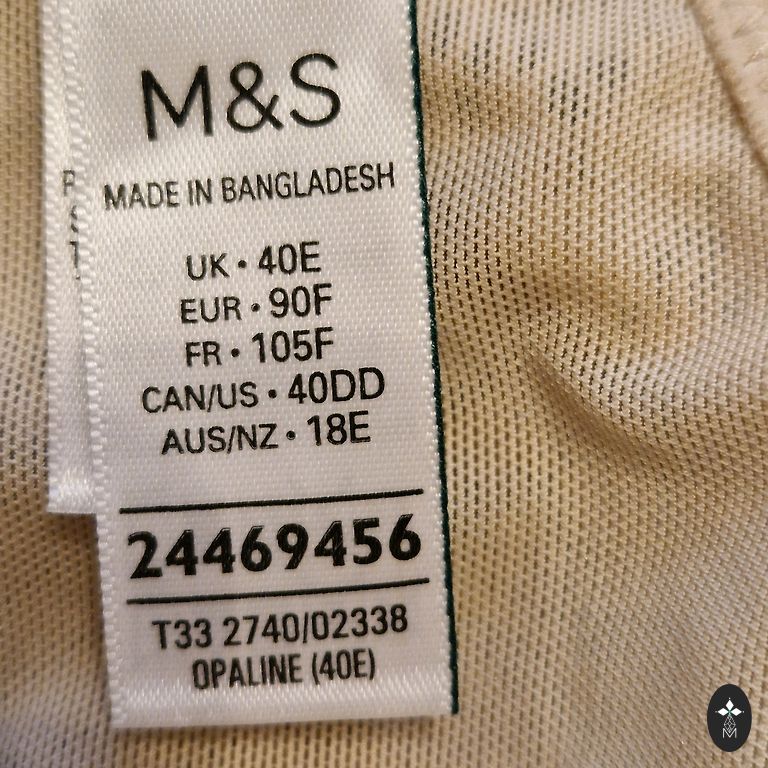 M&S
MADE IN BANGLADESH
UK • 40E
EUR • 90F
FR • 105F
CAN/US • 40DD
AUS/NZ • 18E
24469456
T33 2740/02338
OPALINE (40E)